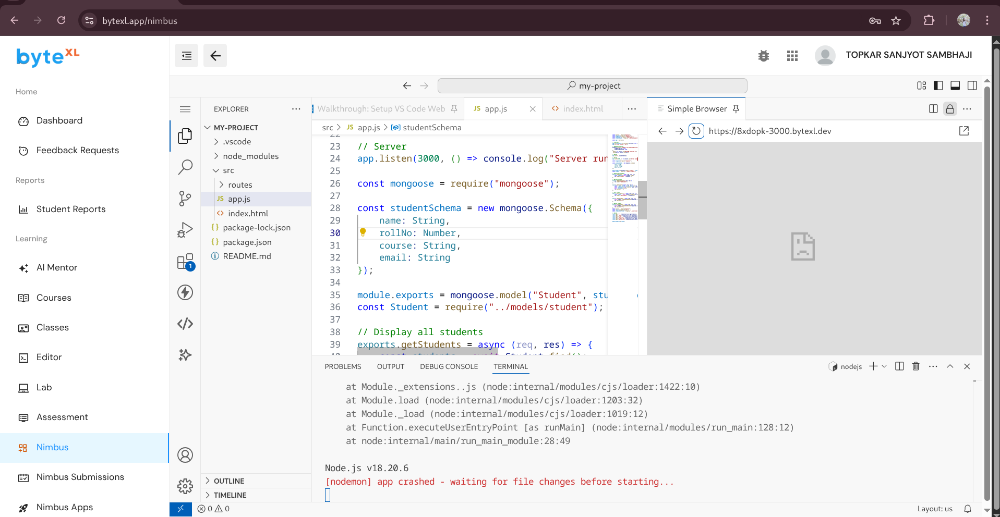 bytexl.app/nimbus
byteXL
TOPKAR SANJYOT SAMBHAJI
Home
Dashboard
Feedback Requests
Reports
Student Reports
Learning
AI Mentor
Courses
Classes
Editor
Lab
Assessment
Nimbus
Nimbus Submissions
Nimbus Apps
my-project
EXPLORER
MY-PROJECT
.vscode
node_modules
src
routes
JS app.js
<> index.html
{} package-lock.json
{} package.json
README.md
OUTLINE
TIMELINE
1
Walkthrough: Setup VS Code Web
JS app.js
<> index.html
src > JS app.js > studentSchema
23 // Server
24 app.listen(3000, () => console.log("Server run
25
26 const mongoose = require("mongoose");
27
28 const studentSchema = new mongoose.Schema({
29 name: String,
30 rollNo: Number,
31 course: String,
32 email: String
33 });
34
35 module.exports = mongoose.model("Student", stu
36 const Student = require("../models/student");
37
38 // Display all students
39 exports.getStudents = async (req, res) => {
Simple Browser
https://8xdopk-3000.bytexl.dev
PROBLEMS
OUTPUT
DEBUG CONSOLE
TERMINAL
nodejs
at Module._extensions..js (node:internal/modules/cjs/loader:1422:10)
at Module.load (node:internal/modules/cjs/loader:1203:32)
at Module._load (node:internal/modules/cjs/loader:1019:12)
at Function.executeUserEntryPoint [as runMain] (node:internal/modules/run_main:128:12)
at node:internal/main/run_main_module:28:49
Node.js v18.20.6
[nodemon] app crashed - waiting for file changes before starting...
0 0
Layout: us